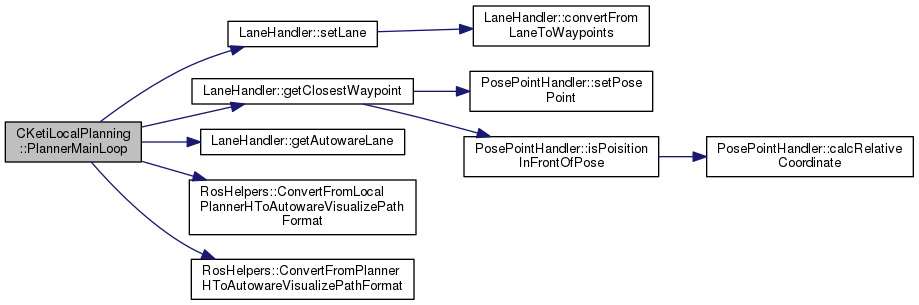 CKetiLocalPlanning
::PlannerMainLoop
LaneHandler::setLane
LaneHandler::convertFrom
LaneToWaypoints
LaneHandler::getClosestWaypoint
PosePointHandler::setPose
Point
PosePointHandler::isPoisition
InFrontOfPose
PosePointHandler::calcRelative
Coordinate
LaneHandler::getAutowareLane
RosHelpers::ConvertFromLocal
PlannerHToAutowareVisualizePath
Format
RosHelpers::ConvertFromPlanner
HToAutowareVisualizePathFormat